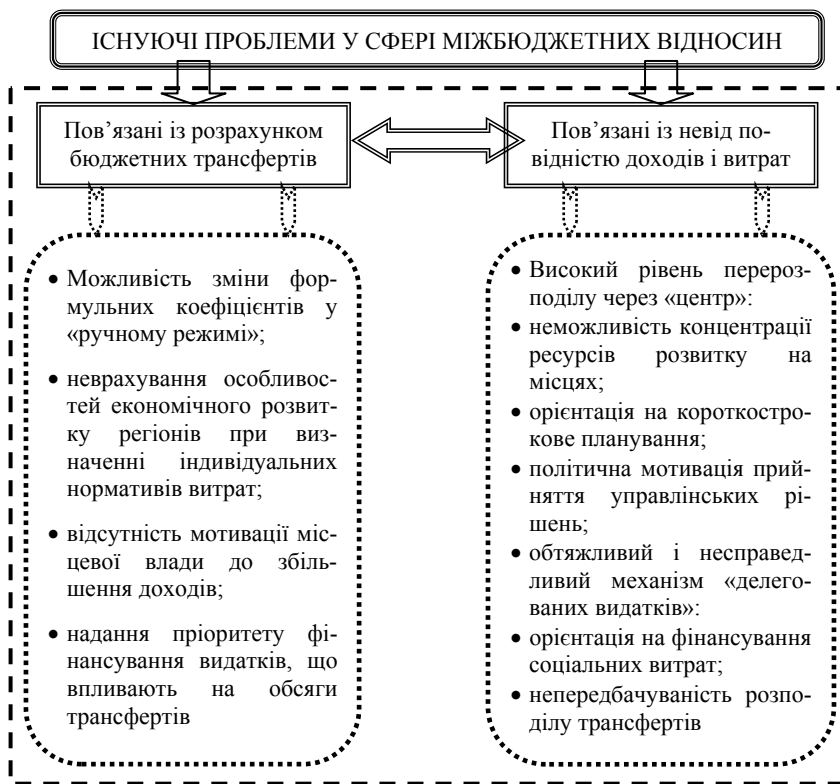 ІСНУЮЧІ ПРОБЛЕМИ У СФЕРІ МІЖБЮДЖЕТНИХ ВІДНОСИН
Пов’язані із розрахунком
бюджетних трансфертів
Пов’язані із невід по-
відністю доходів і витрат
• Можливість зміни фор-
мульних коефіцієнтів у
«ручному режимі»;
• неврахування особливос-
тей економічного розвит-
ку регіонів при виз-
наченні індивідуальних
нормативів витрат;
• відсутність мотивації міс-
цевої влади до збіль-
шення доходів;
• надання пріоритету фі-
нансування видатків, що
впливають на обсяги
трансфертів
• Високий рівень перероз-
поділу через «центр»:
• неможливість концентрації
ресурсів розвитку на
місцях;
• орієнтація на короткостро-
кове планування;
• політична мотивація прий-
няття управлінських рі-
шень;
• обтяжливий і несправед-
ливий механізм «делего-
ваних видатків»:
• орієнтація на фінансування
соціальних витрат;
• непередбачуваність розпо-
ділу трансфертів